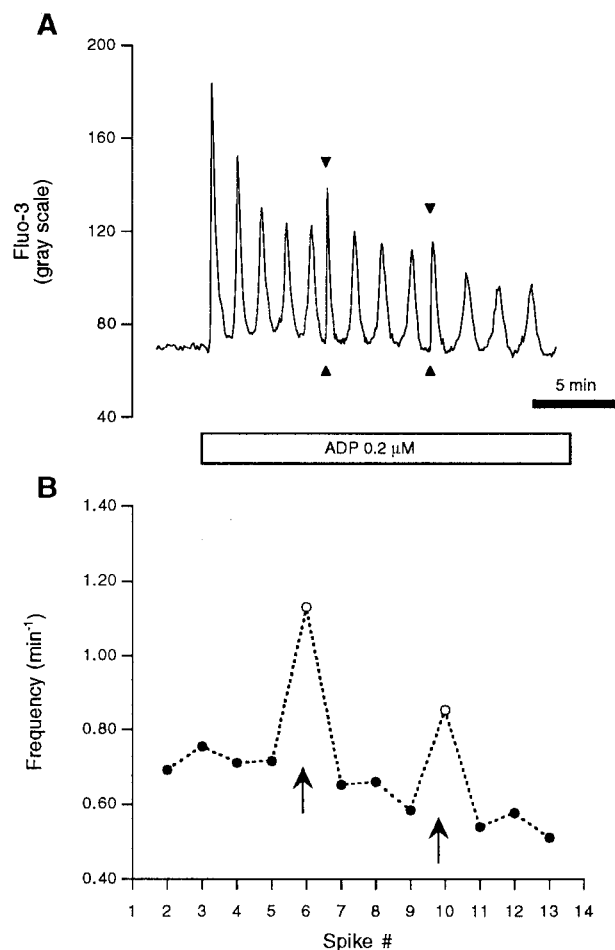 A
200
160
120
80
40
Fluo-3
(gray scale)
5 min
ADP 0.2 µM
B
1.40
1.20
1.00
0.80
0.60
0.40
Frequency (min-1)
1 2 3 4 5 6 7 8 9 10 11 12 13 14
Spike #